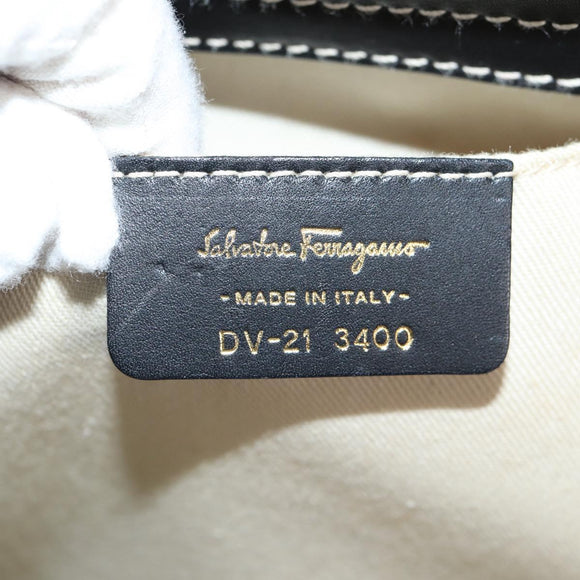 Salvatore Ferragamo
- MADE IN ITALY -
DV-21 3400